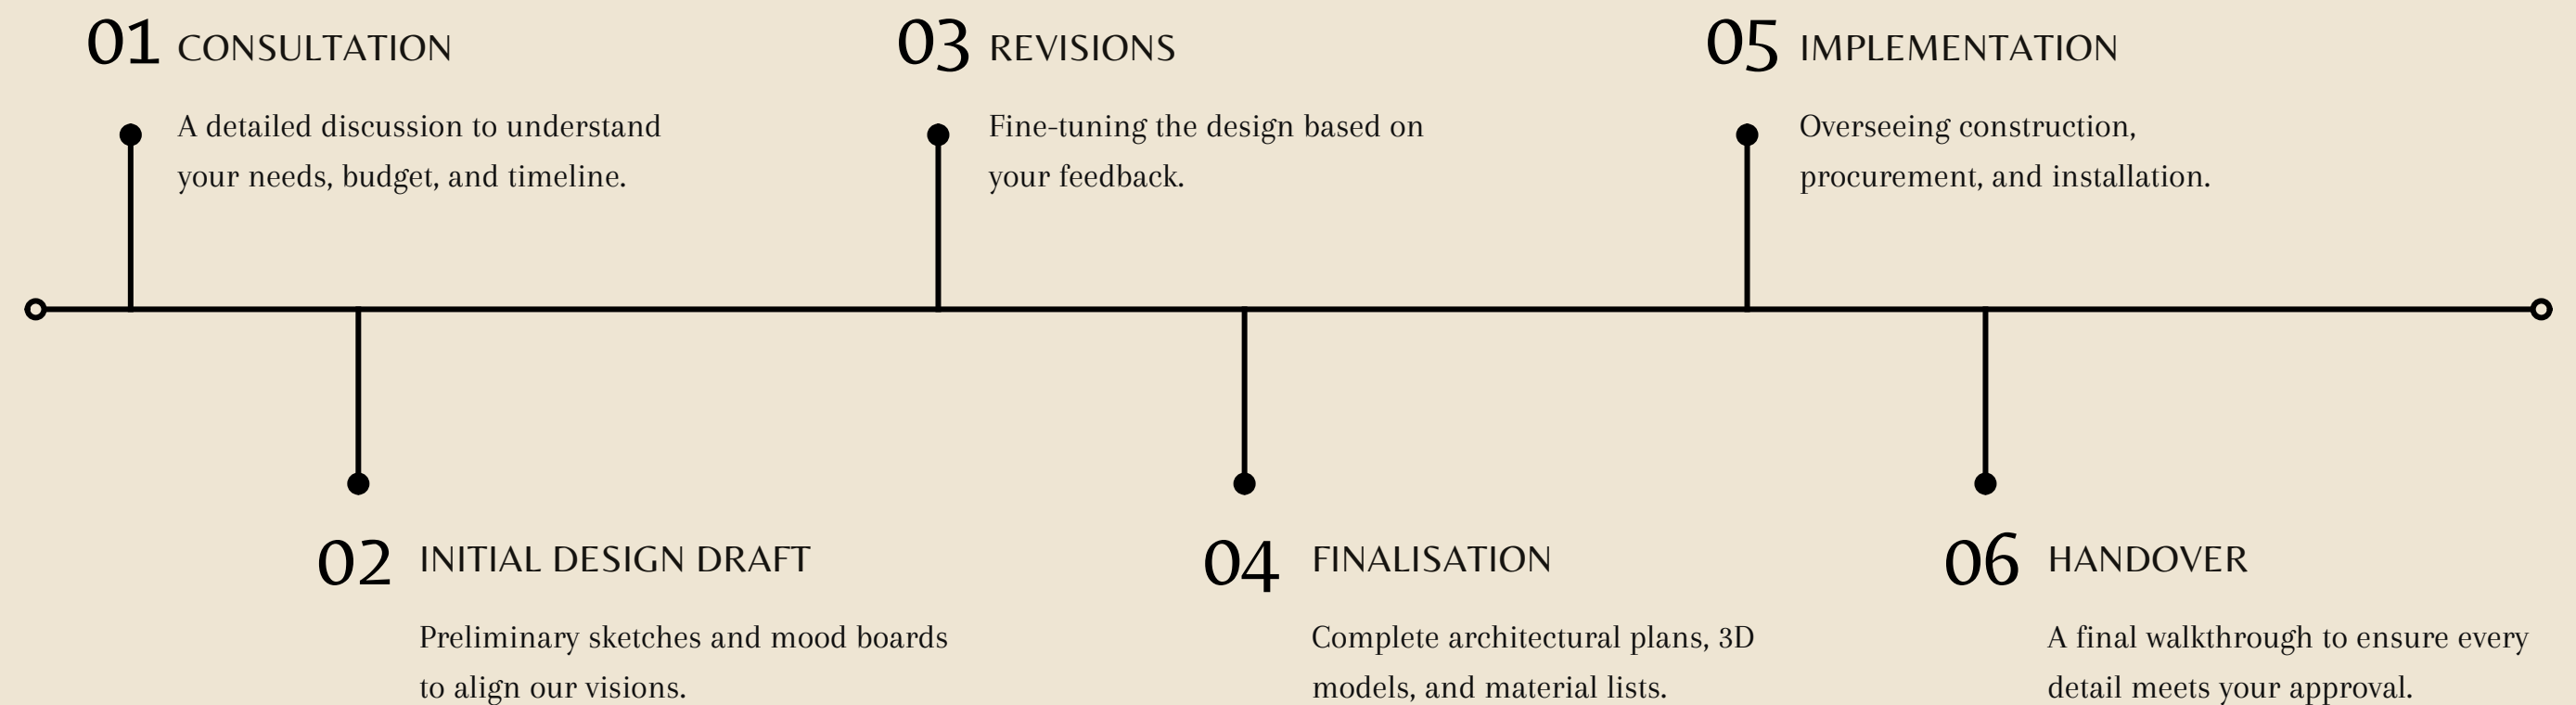 01 CONSULTATION
A detailed discussion to understand
your needs, budget, and timeline.
02 INITIAL DESIGN DRAFT
Preliminary sketches and mood boards
to align our visions.
03 REVISIONS
Fine-tuning the design based on
your feedback.
04 FINALISATION
Complete architectural plans, 3D
models, and material lists.
05 IMPLEMENTATION
Overseeing construction,
procurement, and installation.
06 HANDOVER
A final walkthrough to ensure every
detail meets your approval.